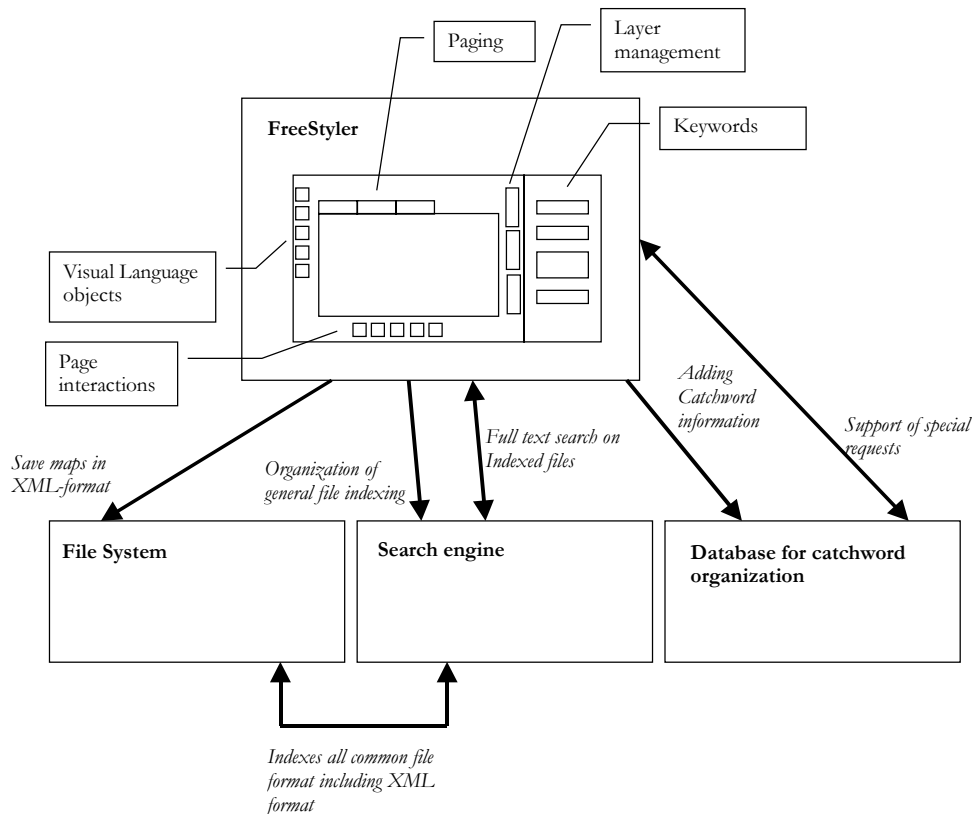 Paging
Layer
management
FreeStyler
Keywords
Visual Language
objects
Page
interactions
Adding
Catchword
information
Support of special
requests
Full text search on
Indexed files
Save maps in
XML-format
Organization of
general file indexing
File System
Search engine
Database for catchword
organization
Indexes all common file
format including XML
format